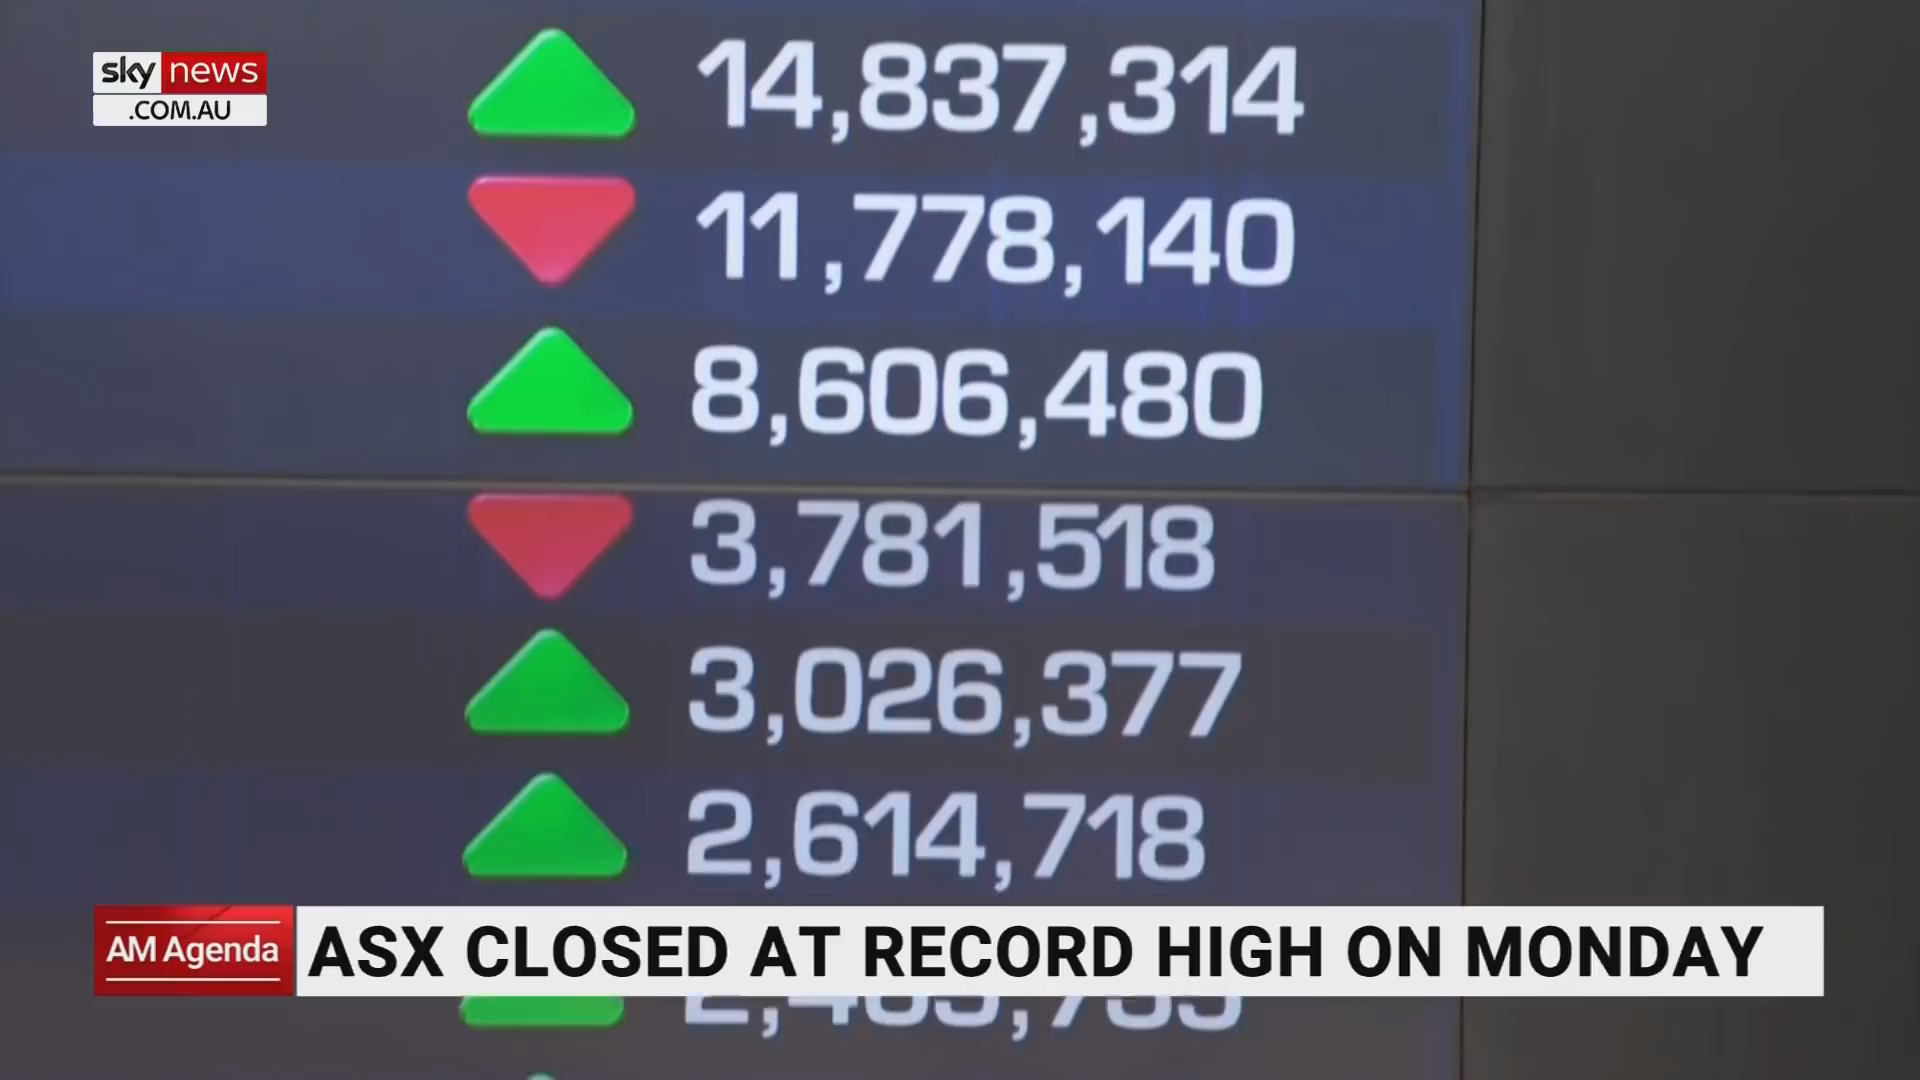 sky news
.COM.AU
14,837,314
11,778,140
8,606,480
3,781,518
3,026,377
2,614,718
AM Agenda
ASX CLOSED AT RECORD HIGH ON MONDAY